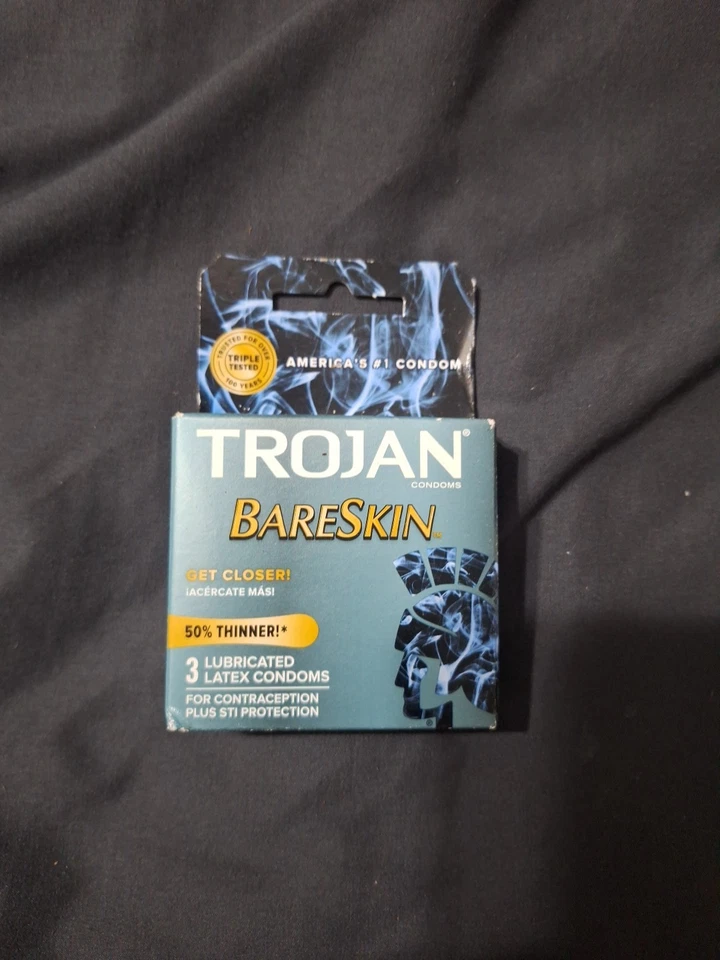 TRUSTED FOR OVER
TRIPLE
TESTED
100 YEARS
AMERICA'S #1 CONDOM
TROJAN®
CONDOMS
BARESKIN™
GET CLOSER!
¡ACÉRCATE MÁS!
50% THINNER!*
3 LUBRICATED
LATEX CONDOMS
FOR CONTRACEPTION
PLUS STI PROTECTION